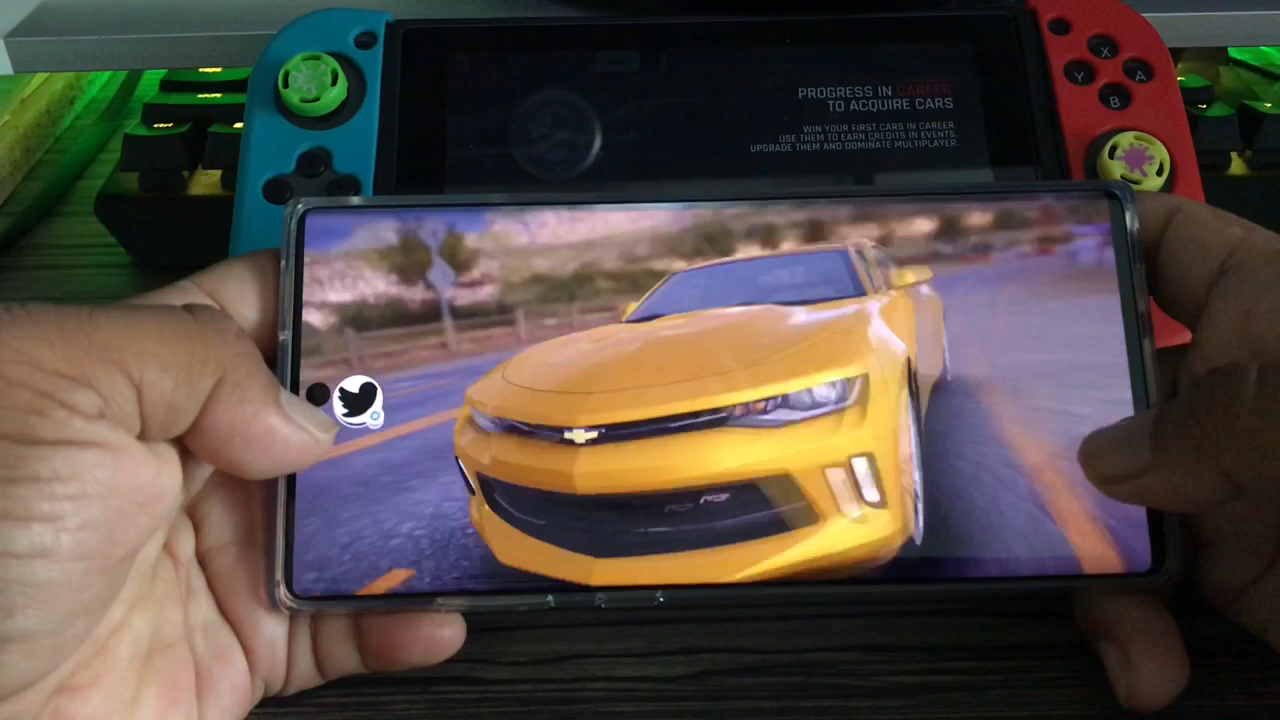 X
Y
A
B
PROGRESS IN CAREER
TO ACQUIRE CARS
WIN YOUR FIRST CARS IN CAREER.
USE THEM TO EARN CREDITS IN EVENTS.
UPGRADE THEM AND DOMINATE MULTIPLAYER.
RS